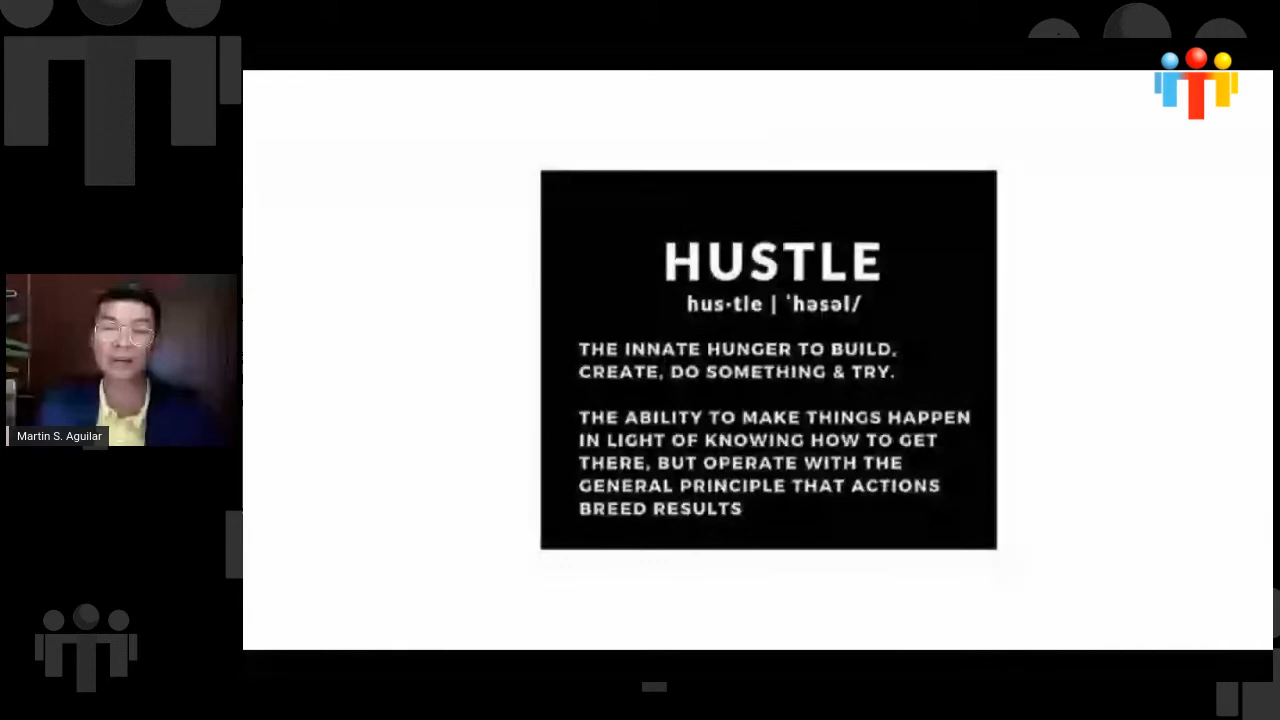 HUSTLE
hus·tle | ˈhəsəl/
THE INNATE HUNGER TO BUILD,
CREATE, DO SOMETHING & TRY.
THE ABILITY TO MAKE THINGS HAPPEN
IN LIGHT OF KNOWING HOW TO GET
THERE, BUT OPERATE WITH THE
GENERAL PRINCIPLE THAT ACTIONS
BREED RESULTS
Martin S. Aguilar